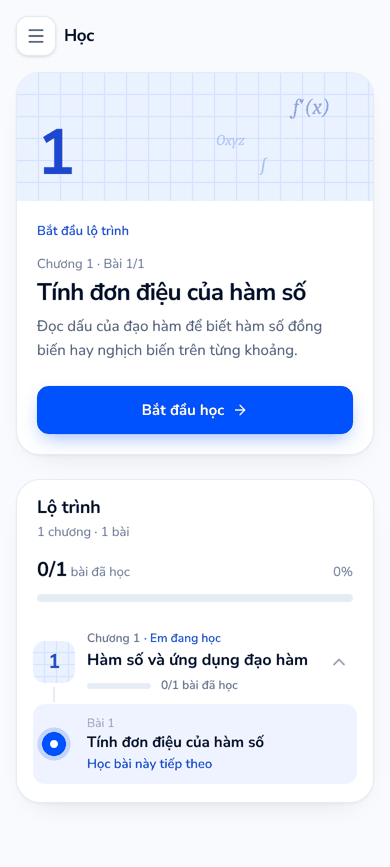 Học
f'(x)
Oxyz
∫
1
Bắt đầu lộ trình
Chương 1 · Bài 1/1
Tính đơn điệu của hàm số
Đọc dấu của đạo hàm để biết hàm số đồng
biến hay nghịch biến trên từng khoảng.
Bắt đầu học →
Lộ trình
1 chương · 1 bài
0/1 bài đã học 0%
Chương 1 · Em đang học
1 Hàm số và ứng dụng đạo hàm
0/1 bài đã học
Bài 1
Tính đơn điệu của hàm số
Học bài này tiếp theo